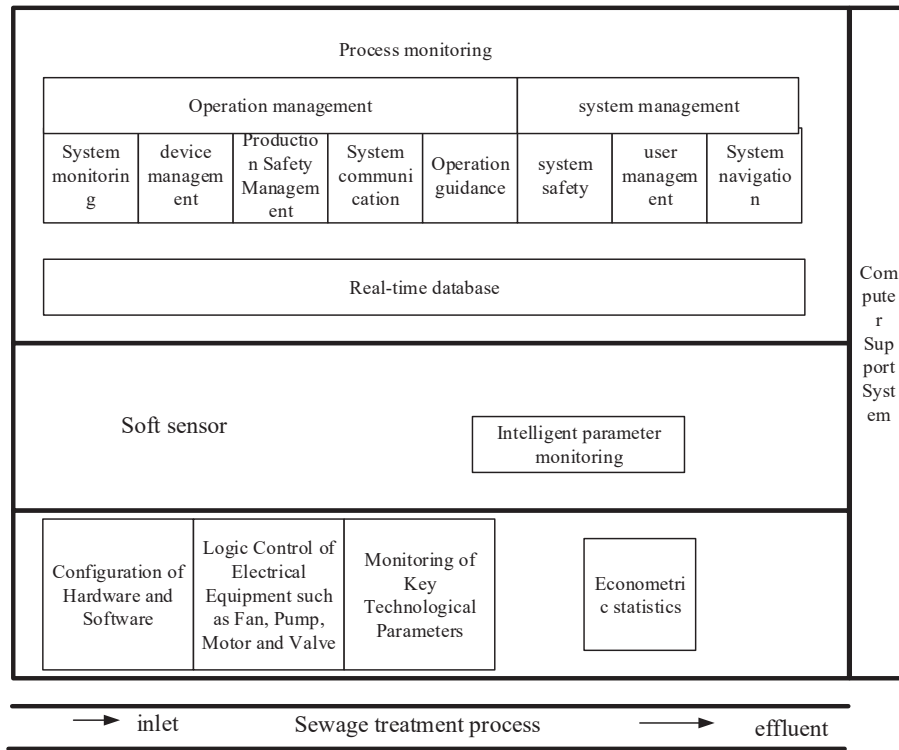 Process monitoring
Operation management
system management
System
monitorin
g
device
managem
ent
Productio
n Safety
Managem
ent
System
communi
cation
Operation
guidance
system
safety
user
managem
ent
System
navigatio
n
Real-time database
Com
pute
r
Sup
port
Syst
em
Soft sensor
Intelligent parameter
monitoring
Configuration of
Hardware and
Software
Logic Control of
Electrical
Equipment such
as Fan, Pump,
Motor and Valve
Monitoring of
Key
Technological
Parameters
Econometri
c statistics
inlet
Sewage treatment process
effluent